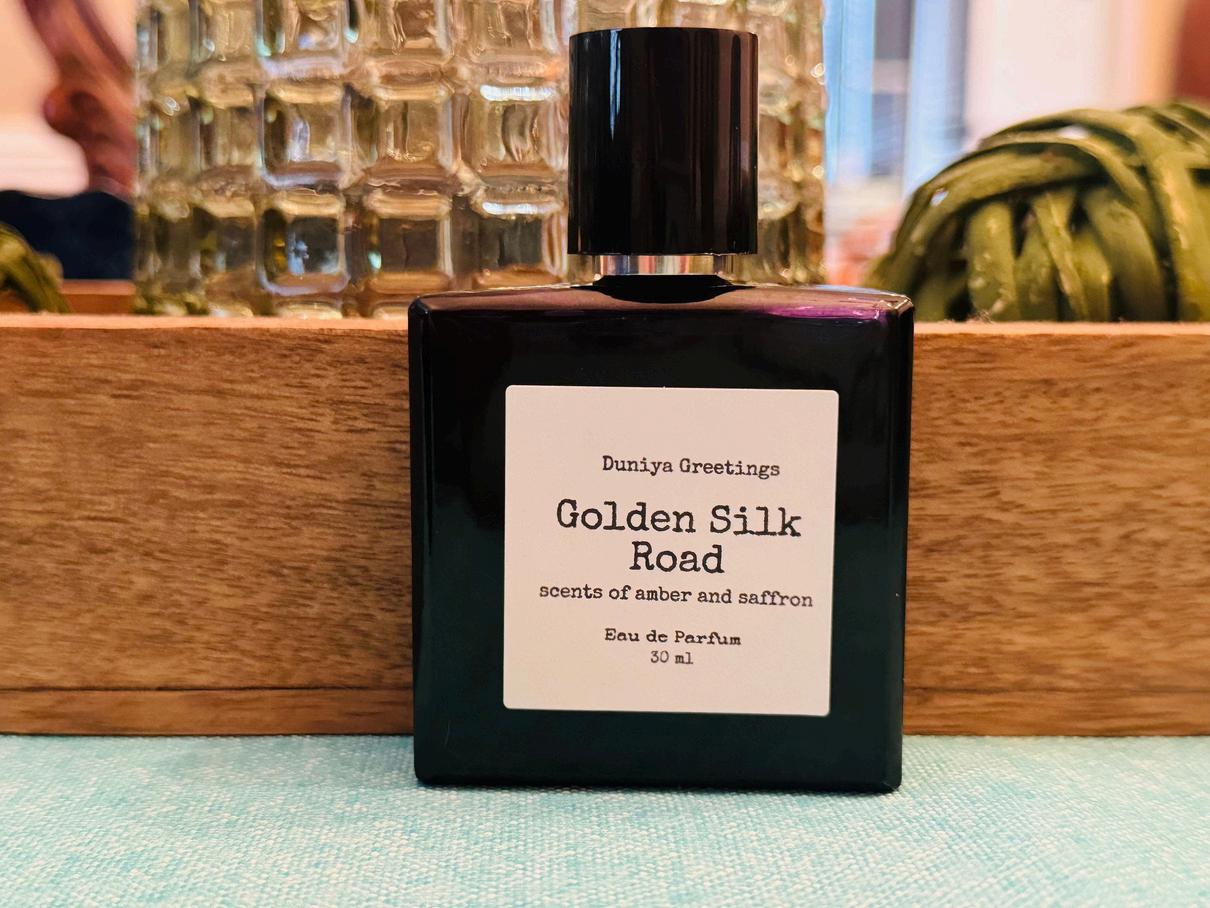 Duniya Greetings
Golden Silk
Road
scents of amber and saffron
Eau de Parfum
30 ml